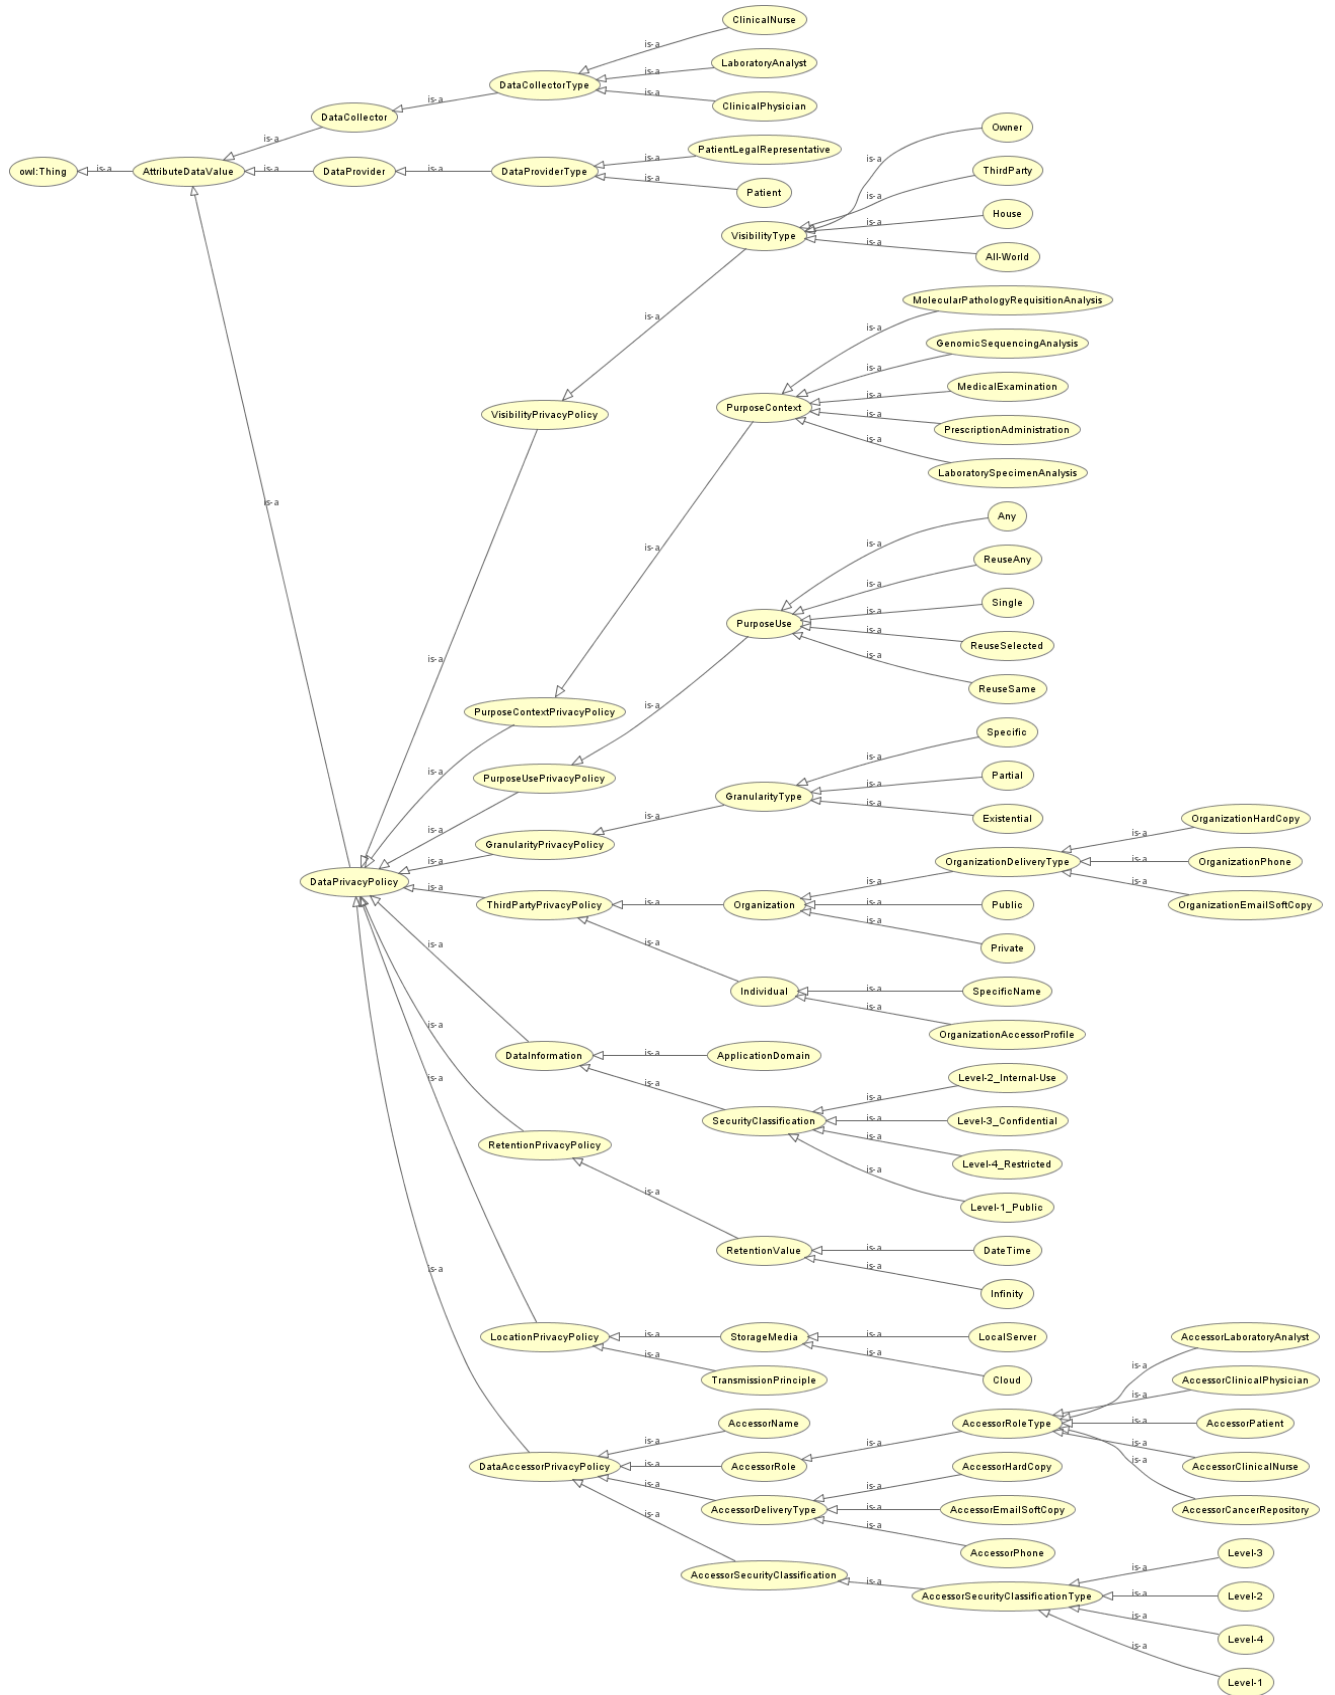 ClinicalNurse
is-a
LaboratoryAnalyst
is-a
DataCollectorType
is-a
ClinicalPhysician
is-a
DataCollector
Owner
is-a
PatientLegalRepresentative
is-a
is-a
owl:Thing
is-a
AttributeDataValue
is-a
DataProvider
is-a
DataProviderType
ThirdParty
is-a
Patient
is-a
House
is-a
VisibilityType
is-a
All-World
MolecularPathologyRequisitionAnalysis
is-a
is-a
GenomicSequencingAnalysis
is-a
MedicalExamination
is-a
PurposeContext
VisibilityPrivacyPolicy
is-a
PrescriptionAdministration
is-a
LaboratorySpecimenAnalysis
is-a
Any
is-a
is-a
ReuseAny
is-a
Single
is-a
PurposeUse
is-a
ReuseSelected
is-a
is-a
ReuseSame
is-a
PurposeContextPrivacyPolicy
Specific
is-a
is-a
PurposeUsePrivacyPolicy
Partial
is-a
GranularityType
is-a
Existential
is-a
is-a
OrganizationHardCopy
is-a
GranularityPrivacyPolicy
is-a
OrganizationDeliveryType
is-a
OrganizationPhone
DataPrivacyPolicy
is-a
is-a
is-a
ThirdPartyPrivacyPolicy
is-a
Organization
is-a
Public
OrganizationEmailSoftCopy
is-a
is-a
is-a
Private
Individual
is-a
SpecificName
is-a
is-a
OrganizationAccessorProfile
DataInformation
is-a
ApplicationDomain
is-a
Level-2_Internal-Use
is-a
is-a
SecurityClassification
is-a
Level-3_Confidential
is-a
RetentionPrivacyPolicy
Level-4_Restricted
is-a
is-a
Level-1_Public
RetentionValue
is-a
DateTime
is-a
is-a
Infinity
LocationPrivacyPolicy
is-a
StorageMedia
is-a
LocalServer
AccessorLaboratoryAnalyst
is-a
is-a
is-a
TransmissionPrinciple
Cloud
AccessorClinicalPhysician
is-a
AccessorName
AccessorRoleType
is-a
AccessorPatient
is-a
is-a
is-a
is-a
DataAccessorPrivacyPolicy
is-a
AccessorRole
AccessorHardCopy
AccessorClinicalNurse
is-a
is-a
AccessorDeliveryType
is-a
AccessorEmailSoftCopy
AccessorCancerRepository
is-a
is-a
AccessorPhone
Level-3
is-a
AccessorSecurityClassification
is-a
AccessorSecurityClassificationType
is-a
Level-2
is-a
Level-4
is-a
Level-1